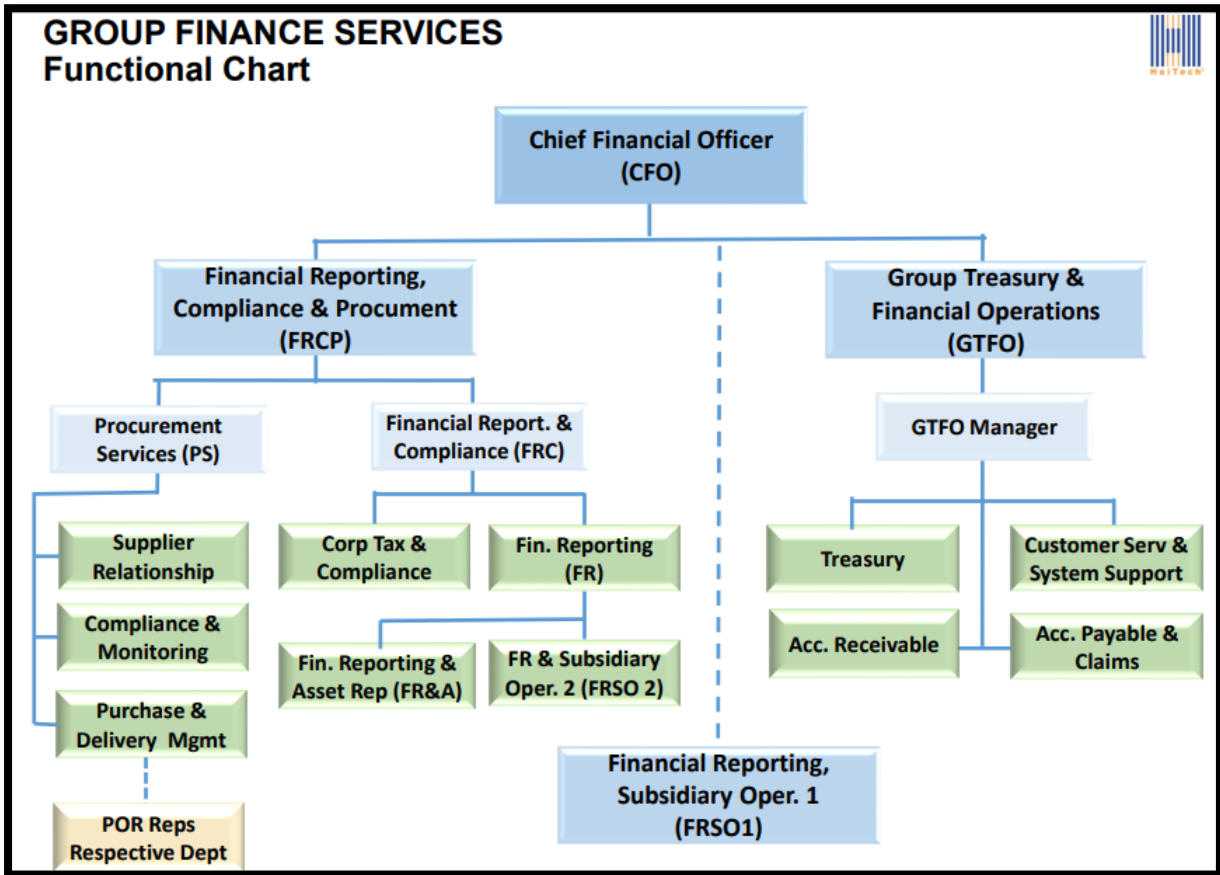 GROUP FINANCE SERVICES
Functional Chart
HeiTech
Chief Financial Officer
(CFO)
Financial Reporting,
Compliance & Procument
(FRCP)
Group Treasury &
Financial Operations
(GTFO)
Procurement
Services (PS)
Financial Report. &
Compliance (FRC)
GTFO Manager
Supplier
Relationship
Corp Tax &
Compliance
Fin. Reporting
(FR)
Treasury
Customer Serv &
System Support
Compliance &
Monitoring
Fin. Reporting &
Asset Rep (FR&A)
FR & Subsidiary
Oper. 2 (FRSO 2)
Acc. Receivable
Acc. Payable &
Claims
Purchase &
Delivery Mgmt
Financial Reporting,
Subsidiary Oper. 1
(FRSO1)
POR Reps
Respective Dept